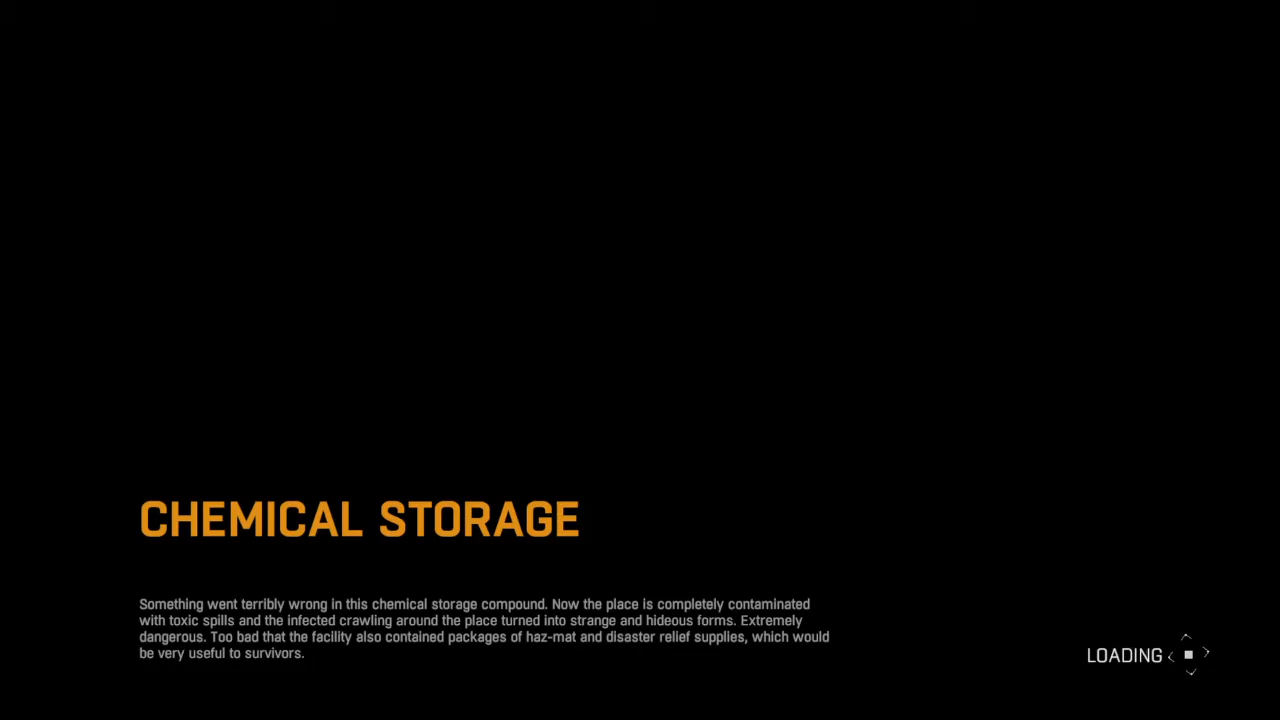 CHEMICAL STORAGE
Something went terribly wrong in this chemical storage compound. Now the place is completely contaminated
with toxic spills and the infected crawling around the place turned into strange and hideous forms. Extremely
dangerous. Too bad that the facility also contained packages of haz-mat and disaster relief supplies, which would
be very useful to survivors.
LOADING